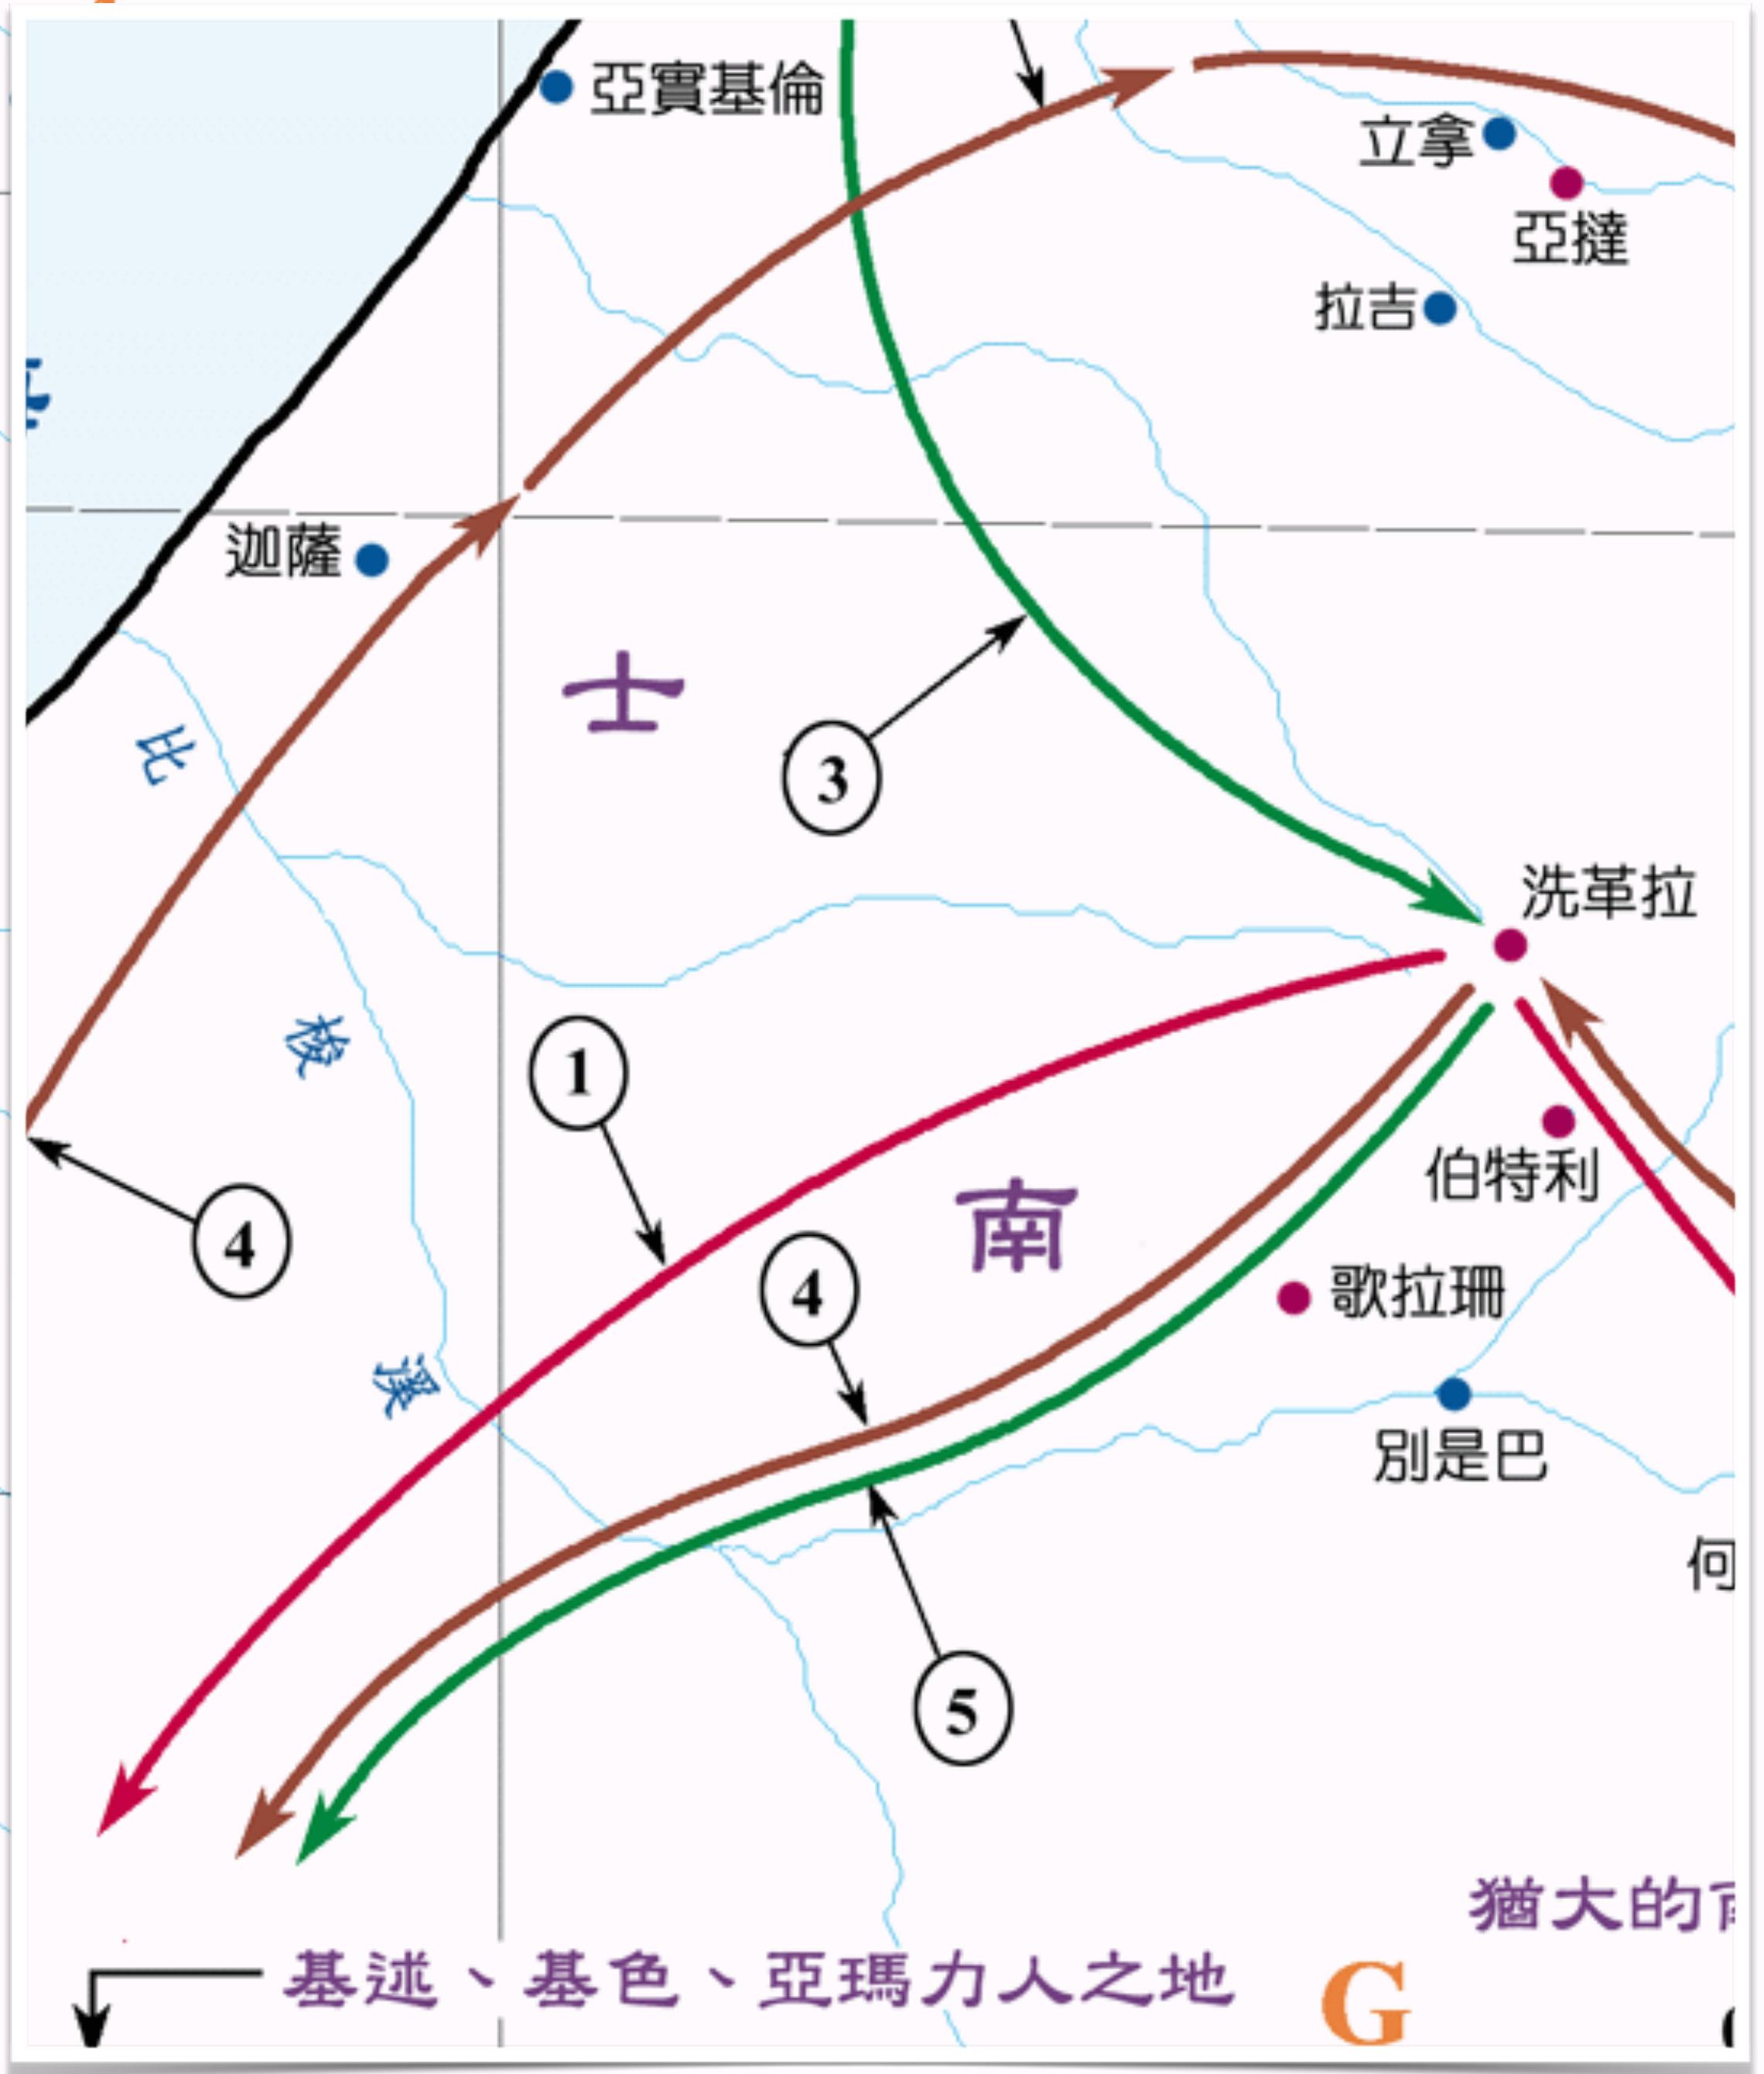 亞實基倫
立拿
亞撻
拉吉
迦薩
士
比
3
洗革拉
梭
1
伯特利
4
南
4
歌拉珊
溪
別是巴
何
5
猶大的
基述、基色、亞瑪力人之地
G